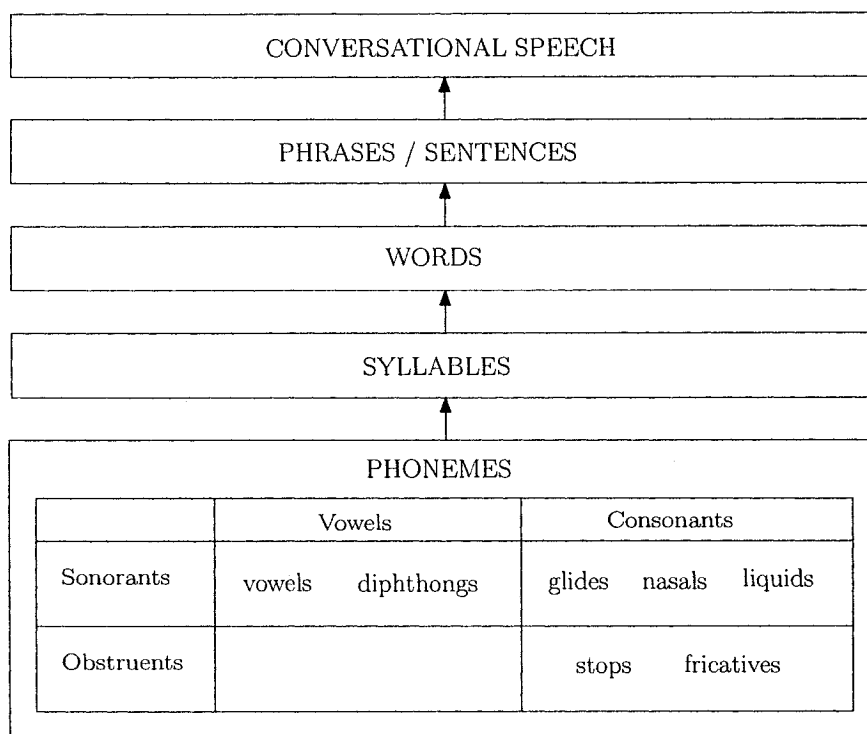 CONVERSATIONAL SPEECH
PHRASES / SENTENCES
WORDS
SYLLABLES
PHONEMES
Vowels Consonants
Sonorants vowels diphthongs glides nasals liquids
Obstruents stops fricatives